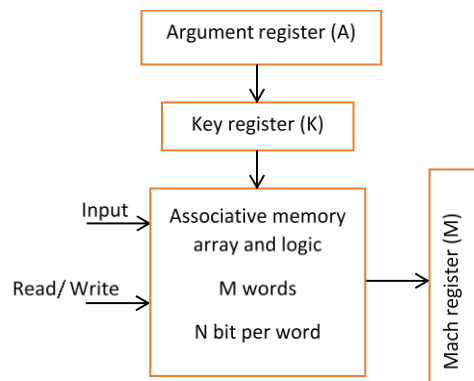 Argument register (A)
Key register (K)
Input
Associative memory
array and logic
Read/ Write
M words
N bit per word
Mach register (M)